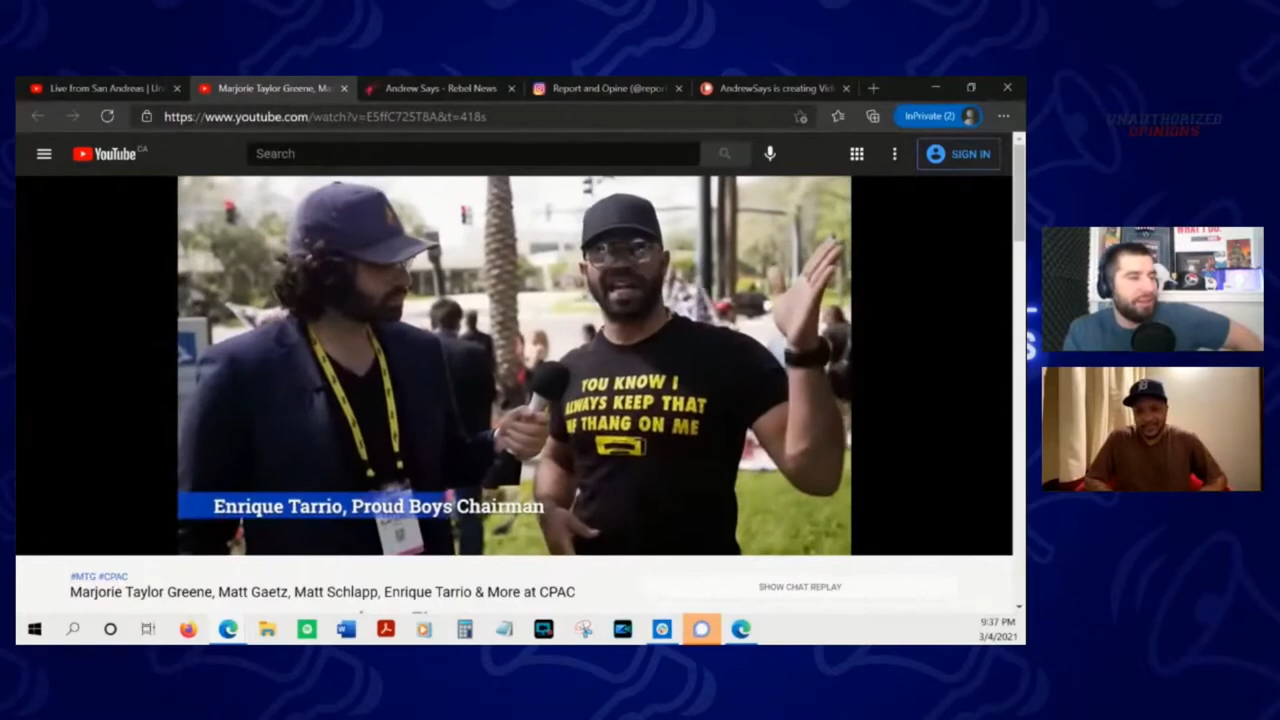 Live from San Andreas | Un
Marjorie Taylor Greene, Ma
Andrew Says - Rebel News
Report and Opine (@repor
AndrewSays is creating Vid
https://www.youtube.com/watch?v=E5ffC725T8A&t=418s
InPrivate (2)
YouTube CA
Search
SIGN IN
UNAUTHORIZED
OPINIONS
WHAT I DO
YOU KNOW I
ALWAYS KEEP THAT
MF THANG ON ME
Enrique Tarrio, Proud Boys Chairman
#MTG #CPAC
Marjorie Taylor Greene, Matt Gaetz, Matt Schlapp, Enrique Tarrio & More at CPAC
SHOW CHAT REPLAY
9:37 PM
3/4/2021